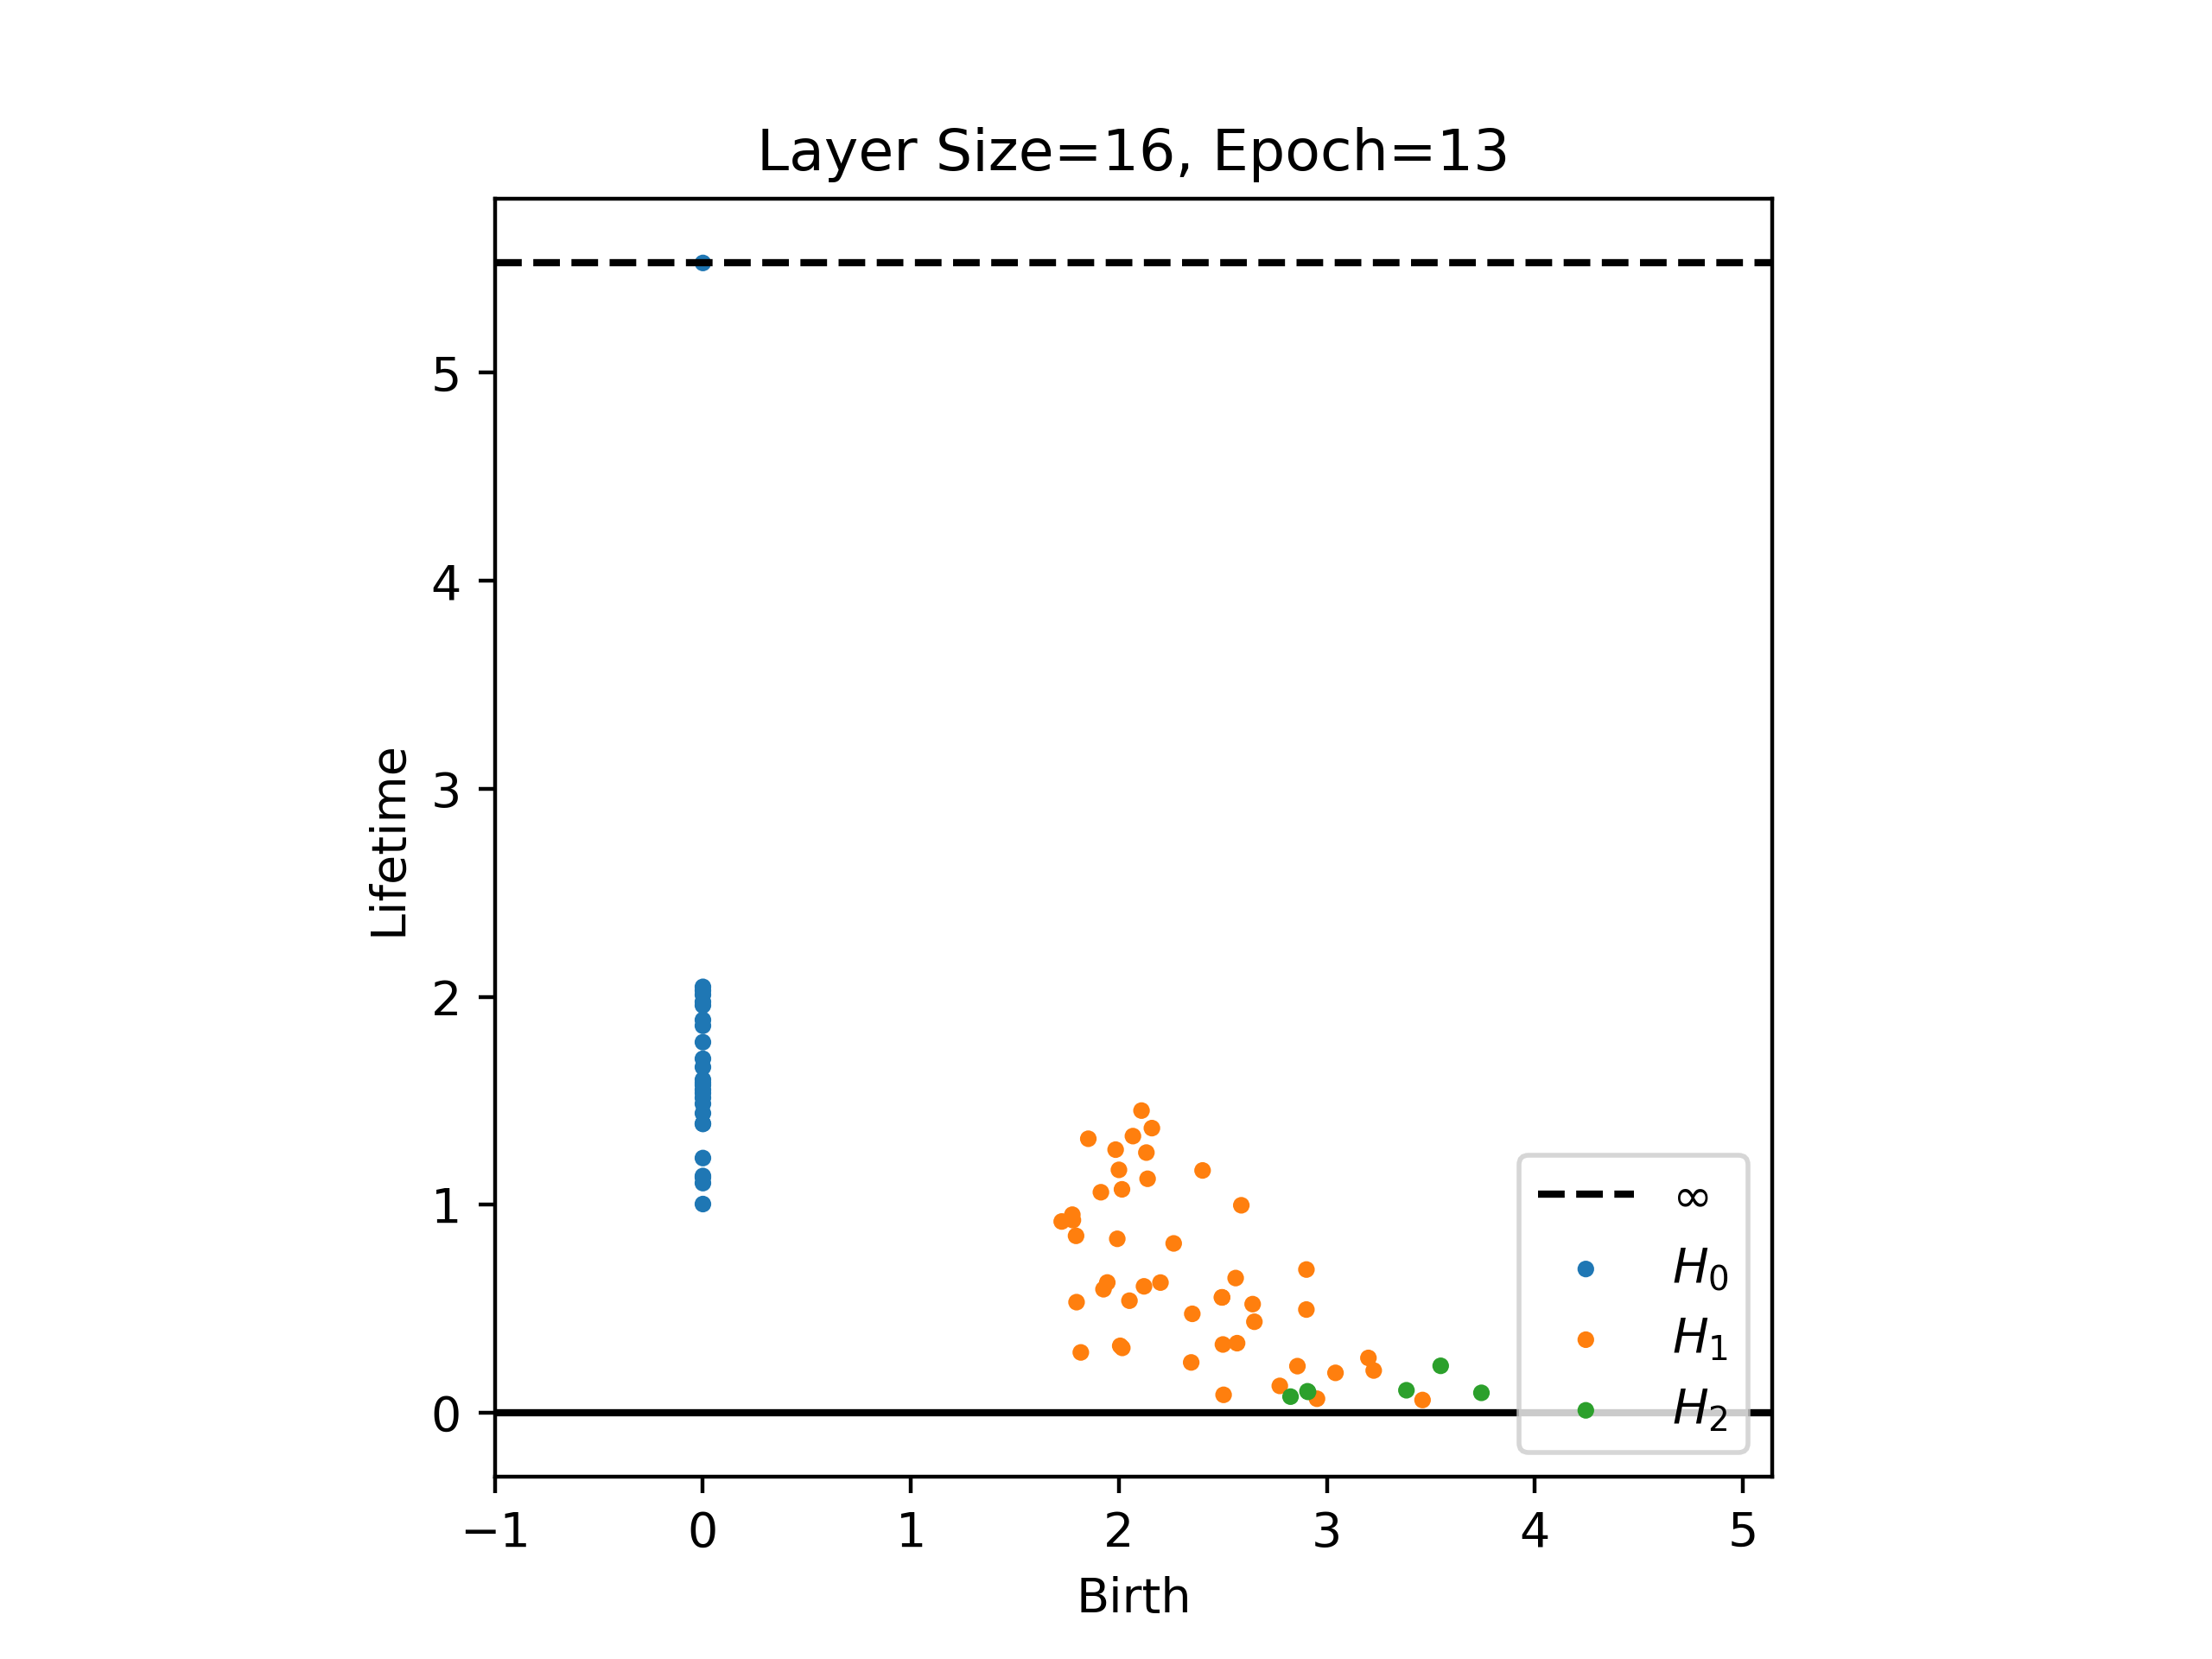 Layer Size=16, Epoch=13
Lifetime
5
4
3
2
1
0
∞
H₀
H₁
H₂
−1 0 1 2 3 4 5
Birth